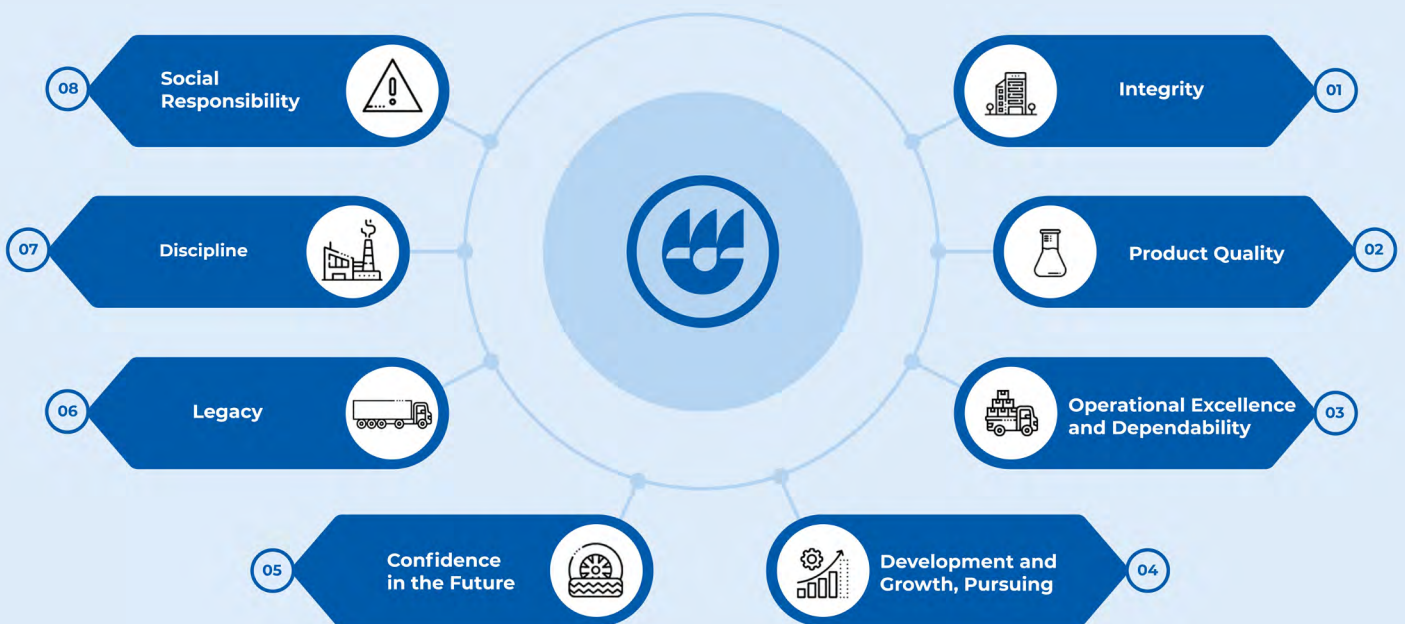 01
Integrity
02
Product Quality
03
Operational Excellence
and Dependability
04
Development and
Growth, Pursuing
05
Confidence
in the Future
06
Legacy
07
Discipline
08
Social
Responsibility